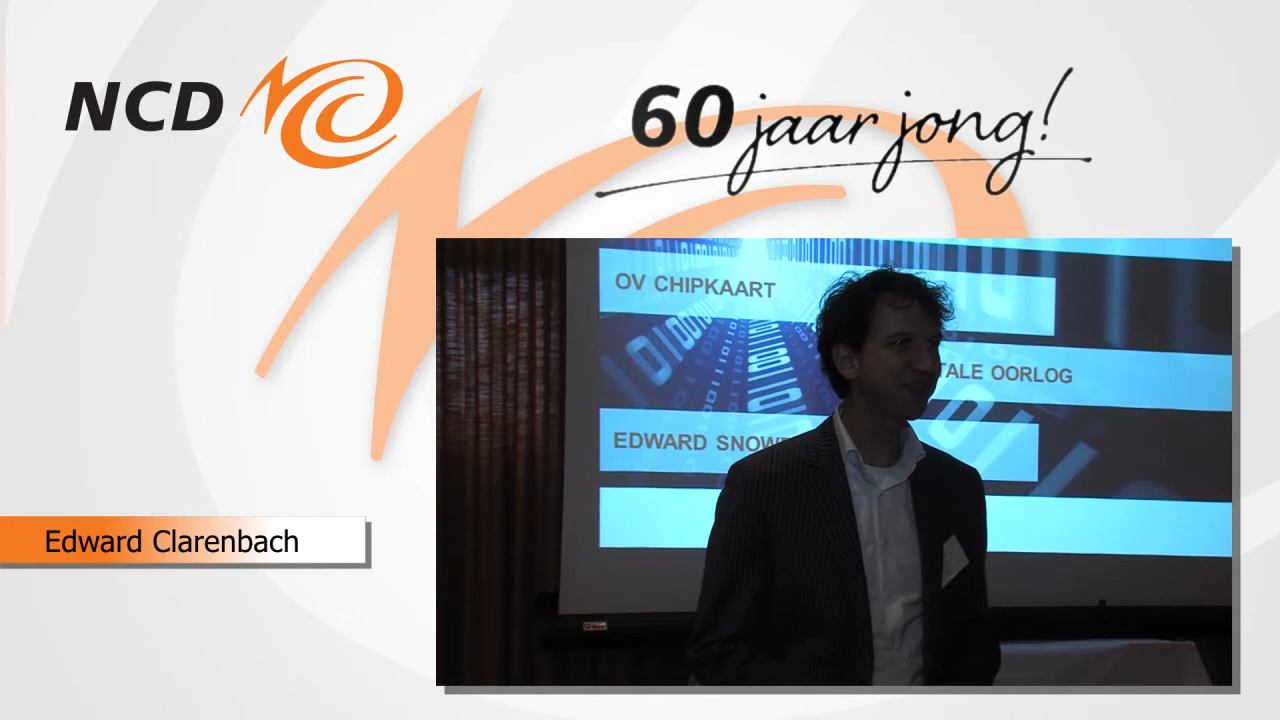 NCD
60 jaar jong!
OV CHIPKAART
TALE OORLOG
EDWARD SNOW
Edward Clarenbach